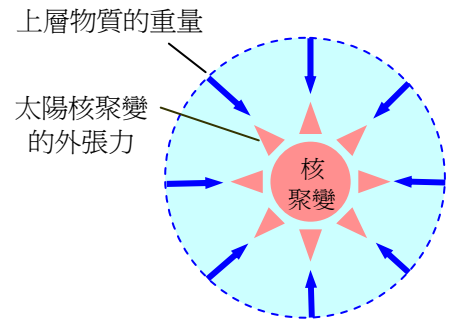 上層物質的重量
太陽核聚變
的外張力
核
聚變